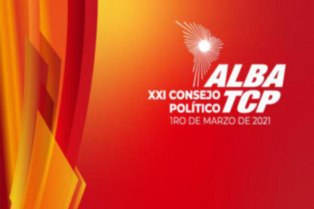 ALBA
XXI CONSEJO
POLÍTICO TCP
1RO DE MARZO DE 2021